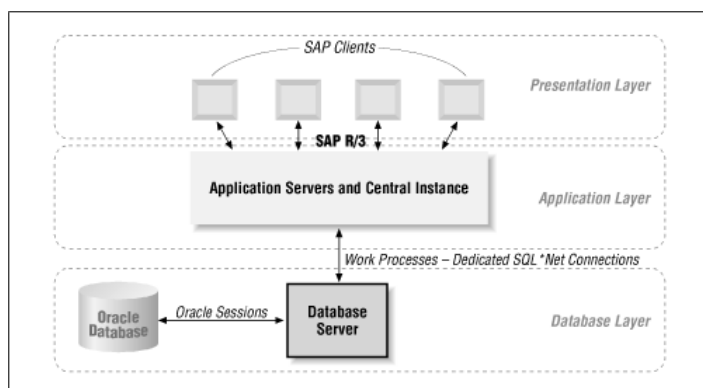 SAP Clients
Presentation Layer
SAP R/3
Application Servers and Central Instance
Application Layer
Work Processes – Dedicated SQL*Net Connections
Oracle
Database
Oracle Sessions
Database
Server
Database Layer